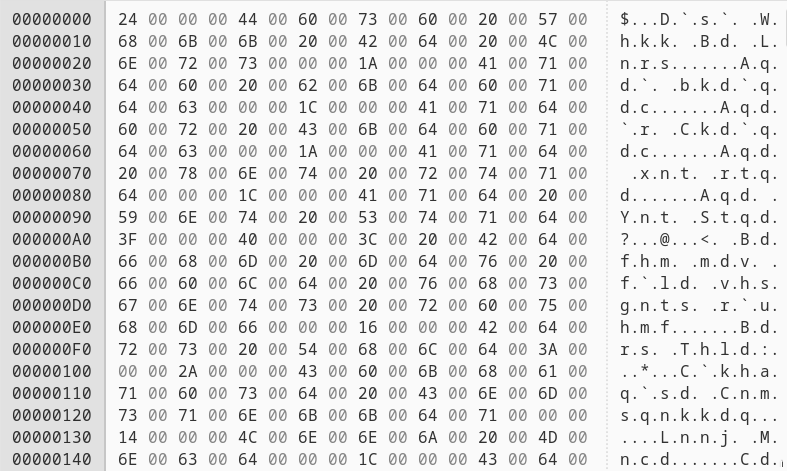 00000000 24 00 00 00 44 00 60 00 73 00 60 00 20 00 57 00 $...D.`.s.`. .W.
00000010 68 00 6B 00 6B 00 20 00 42 00 64 00 20 00 4C 00 h.k.k. .B.d. .L.
00000020 6E 00 72 00 73 00 00 00 1A 00 00 00 41 00 71 00 n.r.s.......A.q.
00000030 64 00 60 00 20 00 62 00 6B 00 64 00 60 00 71 00 d.`. .b.k.d.`.q.
00000040 64 00 63 00 00 00 1C 00 00 00 41 00 71 00 64 00 d.c.......A.q.d.
00000050 60 00 72 00 20 00 43 00 6B 00 64 00 60 00 71 00 `.r. .C.k.d.`.q.
00000060 64 00 63 00 00 00 1A 00 00 00 41 00 71 00 64 00 d.c.......A.q.d.
00000070 20 00 78 00 6E 00 74 00 20 00 72 00 74 00 71 00 .x.n.t. .r.t.q.
00000080 64 00 00 00 1C 00 00 00 41 00 71 00 64 00 20 00 d.......A.q.d. .
00000090 59 00 6E 00 74 00 20 00 53 00 74 00 71 00 64 00 Y.n.t. .S.t.q.d.
000000A0 3F 00 00 00 40 00 00 00 3C 00 20 00 42 00 64 00 ?...@...<. .B.d.
000000B0 66 00 68 00 6D 00 20 00 6D 00 64 00 76 00 20 00 f.h.m. .m.d.v. .
000000C0 66 00 60 00 6C 00 64 00 20 00 76 00 68 00 73 00 f.`.l.d. .v.h.s.
000000D0 67 00 6E 00 74 00 73 00 20 00 72 00 60 00 75 00 g.n.t.s. .r.`.u.
000000E0 68 00 6D 00 66 00 00 00 16 00 00 00 42 00 64 00 h.m.f.......B.d.
000000F0 72 00 73 00 20 00 54 00 68 00 6C 00 64 00 3A 00 r.s. .T.h.l.d.:.
00000100 00 00 2A 00 00 00 43 00 60 00 6B 00 68 00 61 00 ..*...C.`.k.h.a.
00000110 71 00 60 00 73 00 64 00 20 00 43 00 6E 00 6D 00 q.`.s.d. .C.n.m.
00000120 73 00 71 00 6E 00 6B 00 6B 00 64 00 71 00 00 00 s.q.n.k.k.d.q...
00000130 14 00 00 00 4C 00 6E 00 6E 00 6A 00 20 00 4D 00 ....L.n.n.j. .M.
00000140 6E 00 63 00 64 00 00 00 1C 00 00 00 43 00 64 00 n.c.d.......C.d.